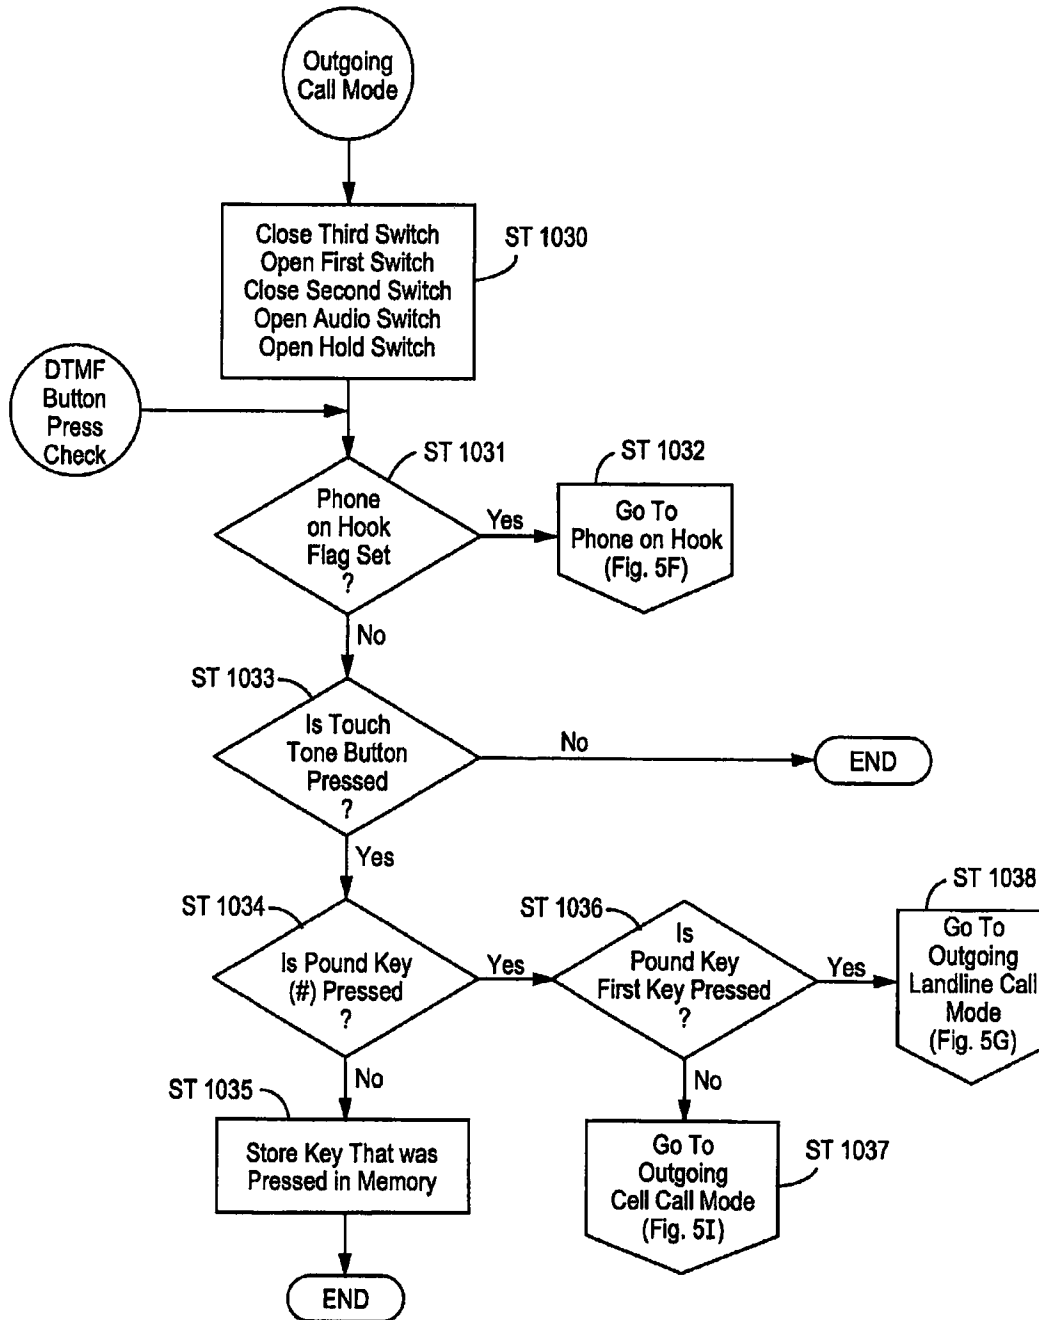 Outgoing
Call Mode
Close Third Switch
Open First Switch
Close Second Switch
Open Audio Switch
Open Hold Switch
ST 1030
DTMF
Button
Press
Check
ST 1031
Phone
on Hook
Flag Set
?
Yes
ST 1032
Go To
Phone on Hook
(Fig. 5F)
No
ST 1033
Is Touch
Tone Button
Pressed
?
No
END
Yes
ST 1034
Is Pound Key
(#) Pressed
?
Yes
ST 1036
Is
Pound Key
First Key Pressed
?
Yes
ST 1038
Go To
Outgoing
Landline Call
Mode
(Fig. 5G)
No
ST 1035
Store Key That was
Pressed in Memory
END
No
Go To
Outgoing
Cell Call Mode
(Fig. 5I)
ST 1037